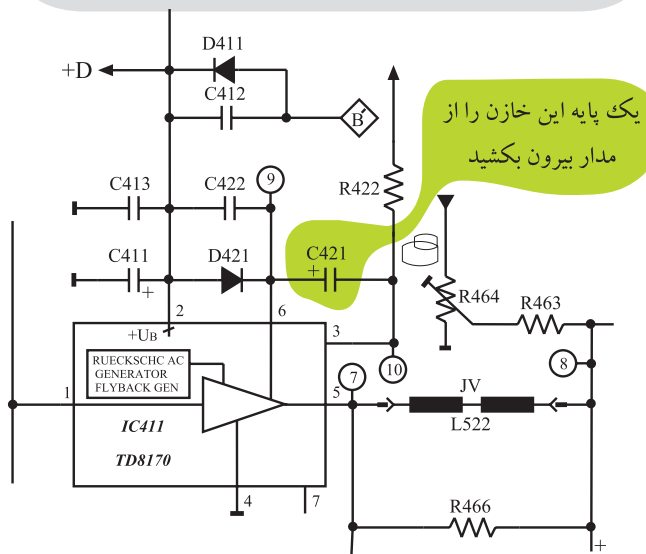 D411
+D
C412
B'
یک پایه این خازن را از
مدار بیرون بکشید
9
C413
C422
R422
C411
+
D421
C421
+
R464
R463
2
6
3
+UB
RUECKSCHC AC
GENERATOR
FLYBACK GEN
10
8
7
1
5
JV
L522
IC411
TD8170
4
7
R466
+